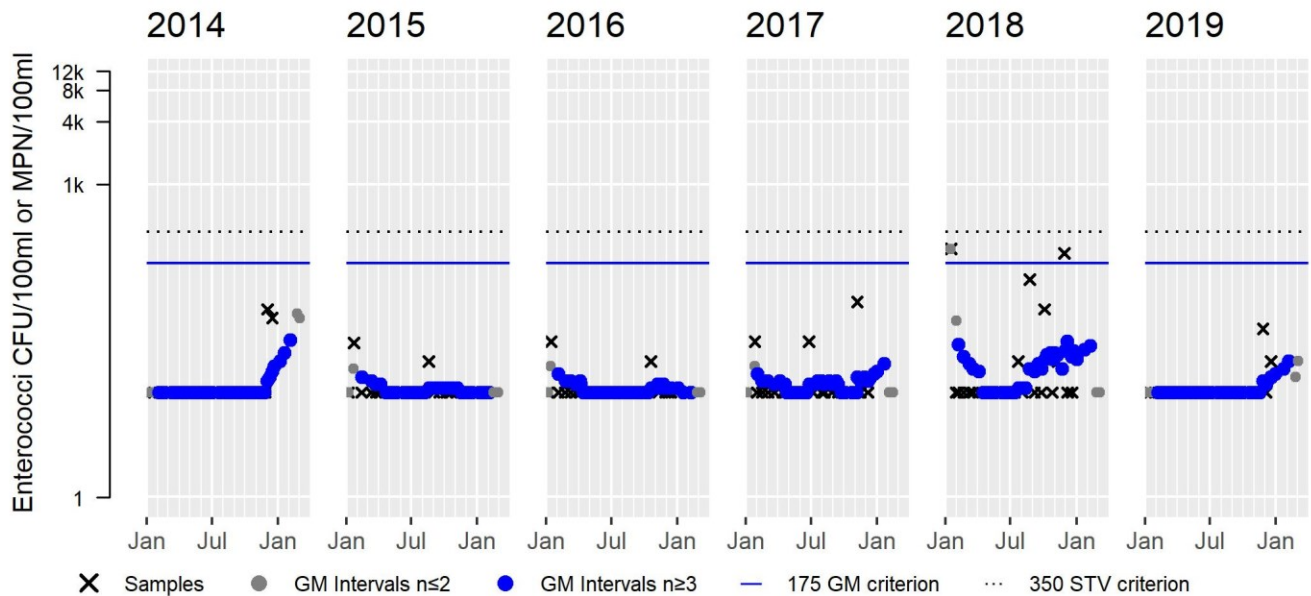 2014 2015 2016 2017 2018 2019
Enterococci CFU/100ml or MPN/100ml
12k
8k
4k
1k
1
Jan Jul Jan Jan Jul Jan Jan Jul Jan Jan Jul Jan Jan Jul Jan Jan Jul Jan
Samples GM Intervals n≤2 GM Intervals n≥3 175 GM criterion 350 STV criterion